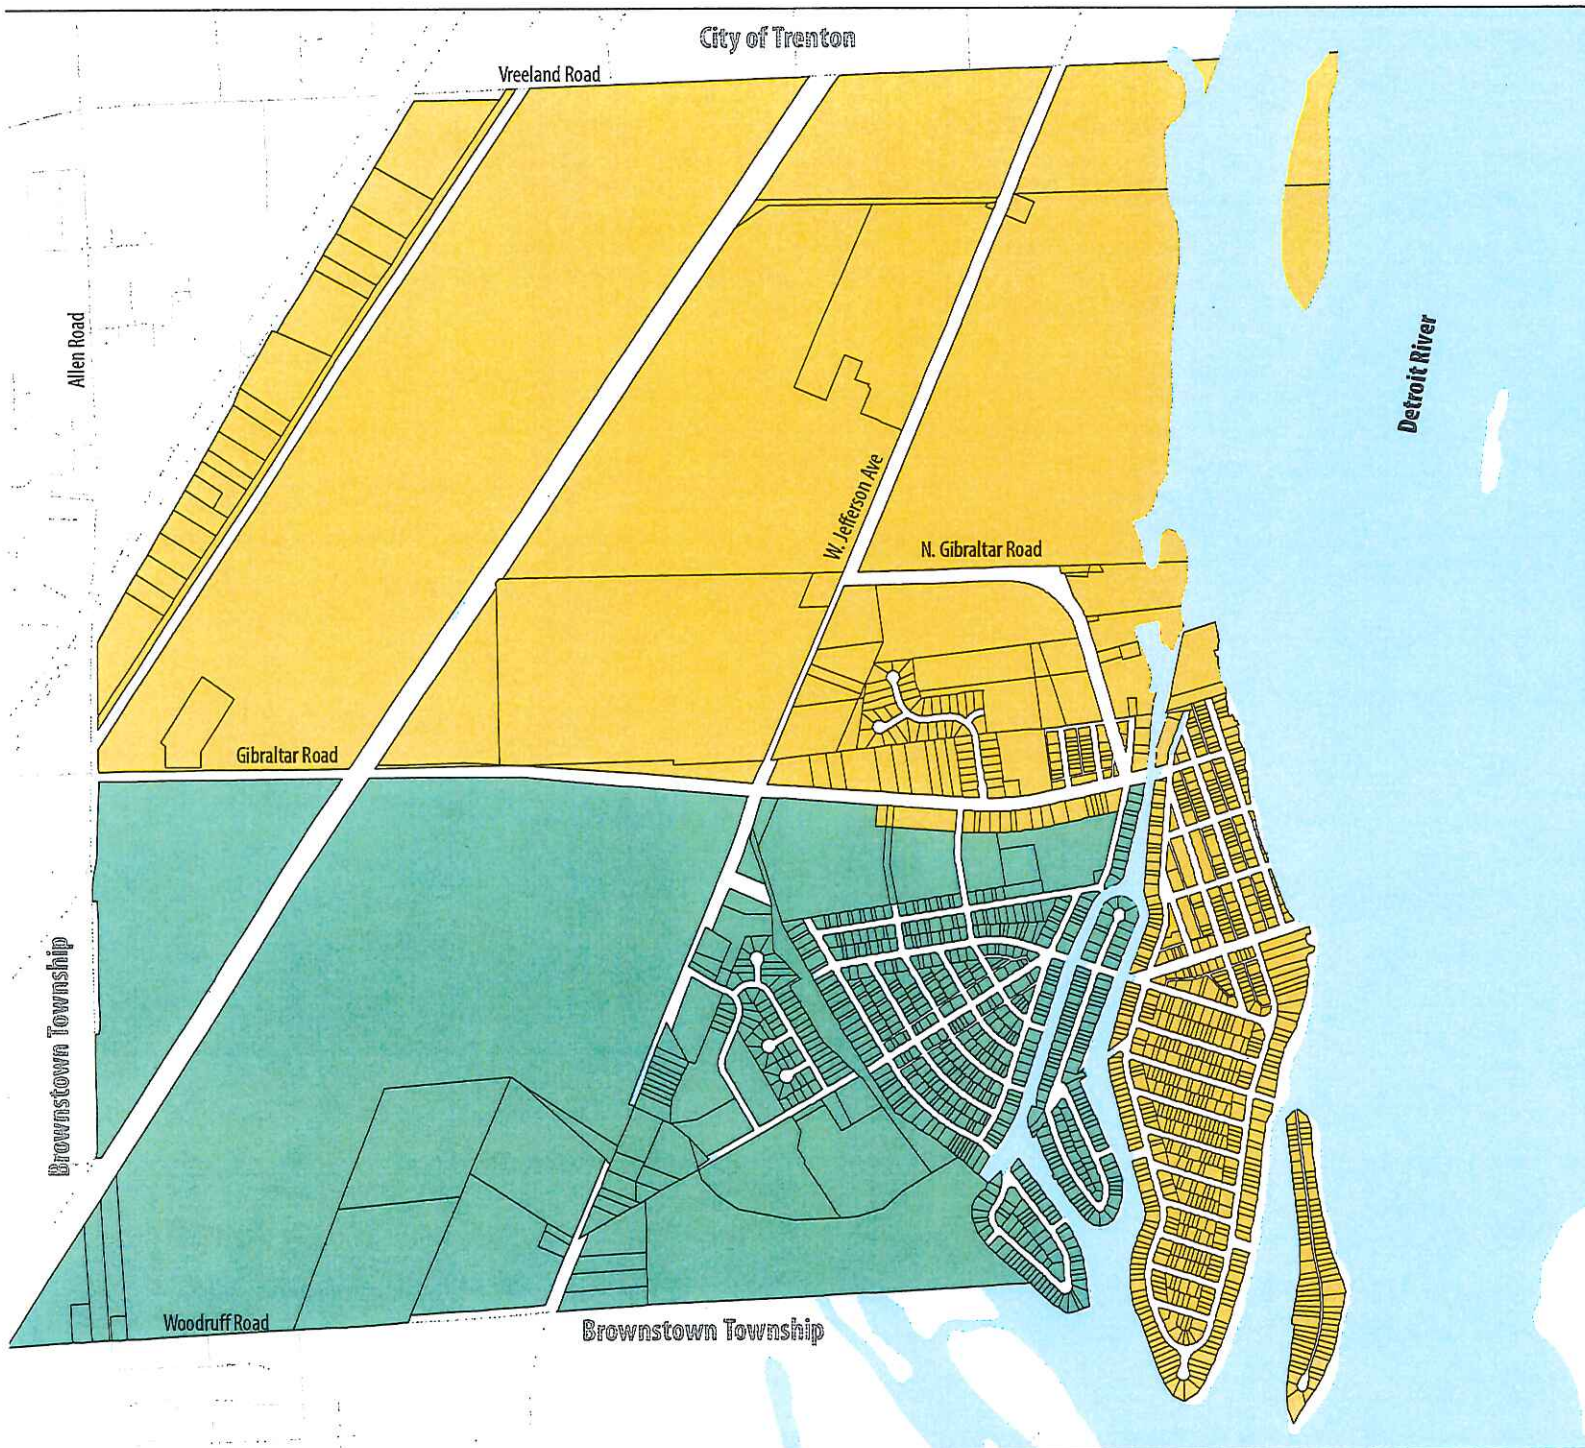 City of Trenton
Vreeland Road
Allen Road
Detroit River
W. Jefferson Ave
N. Gibraltar Road
Gibraltar Road
Brownstown Township
Woodruff Road
Brownstown Township